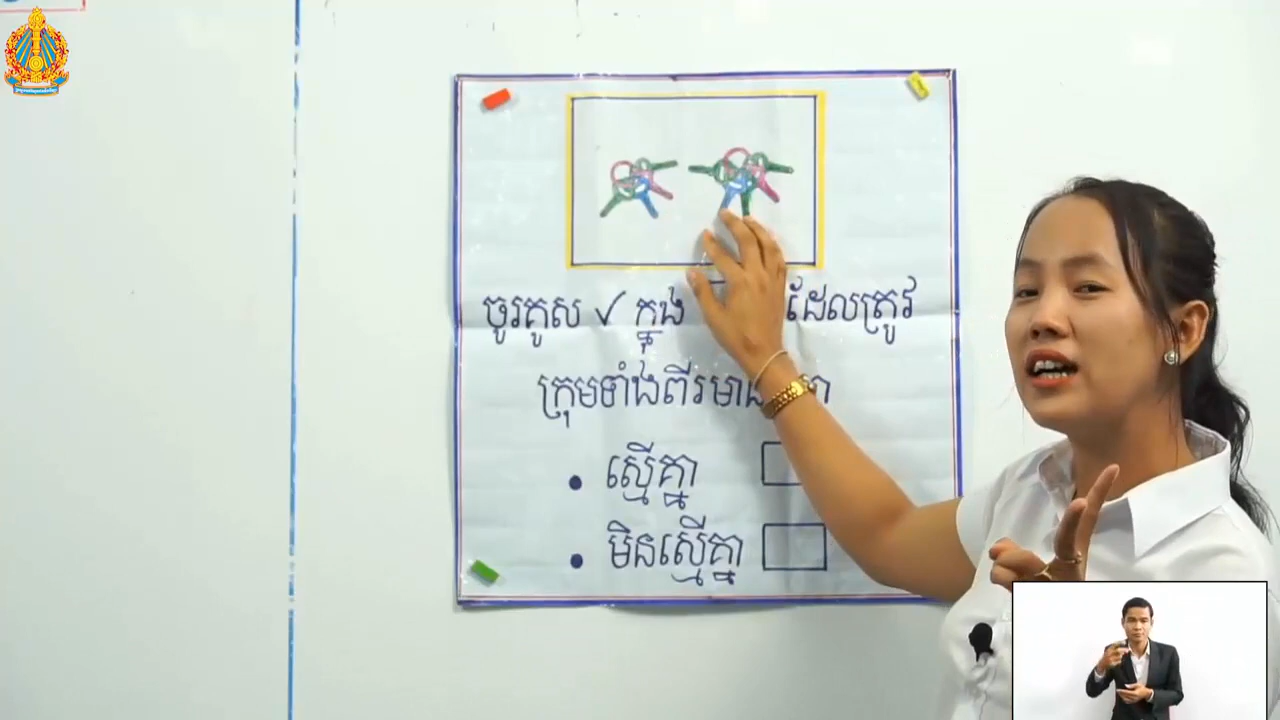 ចូរគូស ✓ ក្នុង ដែលត្រូវ
ក្រុមទាំងពីរមាន
• ស្មើគ្នា
• មិនស្មើគ្នា